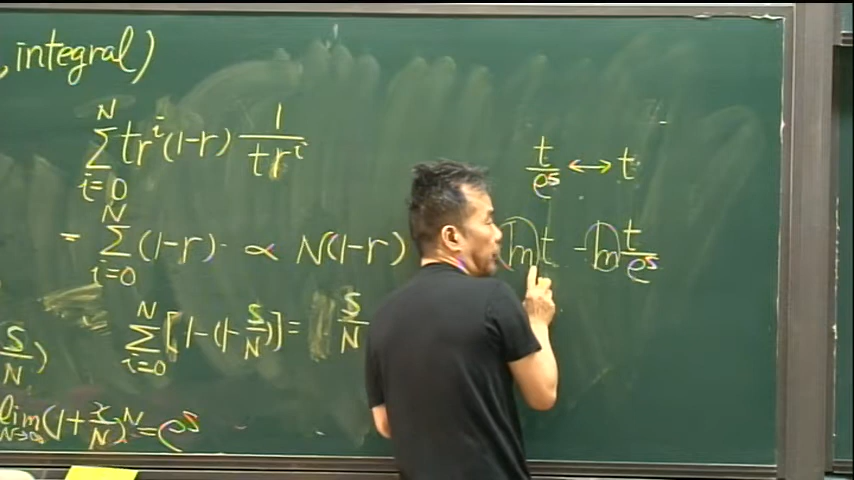 , integral)
N
Σ tr^i (1-r) 1/(tr^i)
i=0
N
= Σ (1-r) ∝ N(1-r)
i=0
N
Σ [1-(1-S/N)] = S/N
i=0
S/N)
lim (1+x/N)^N = e^s
N→∞
t/e^s ↔ t
ln t - ln t/e^s